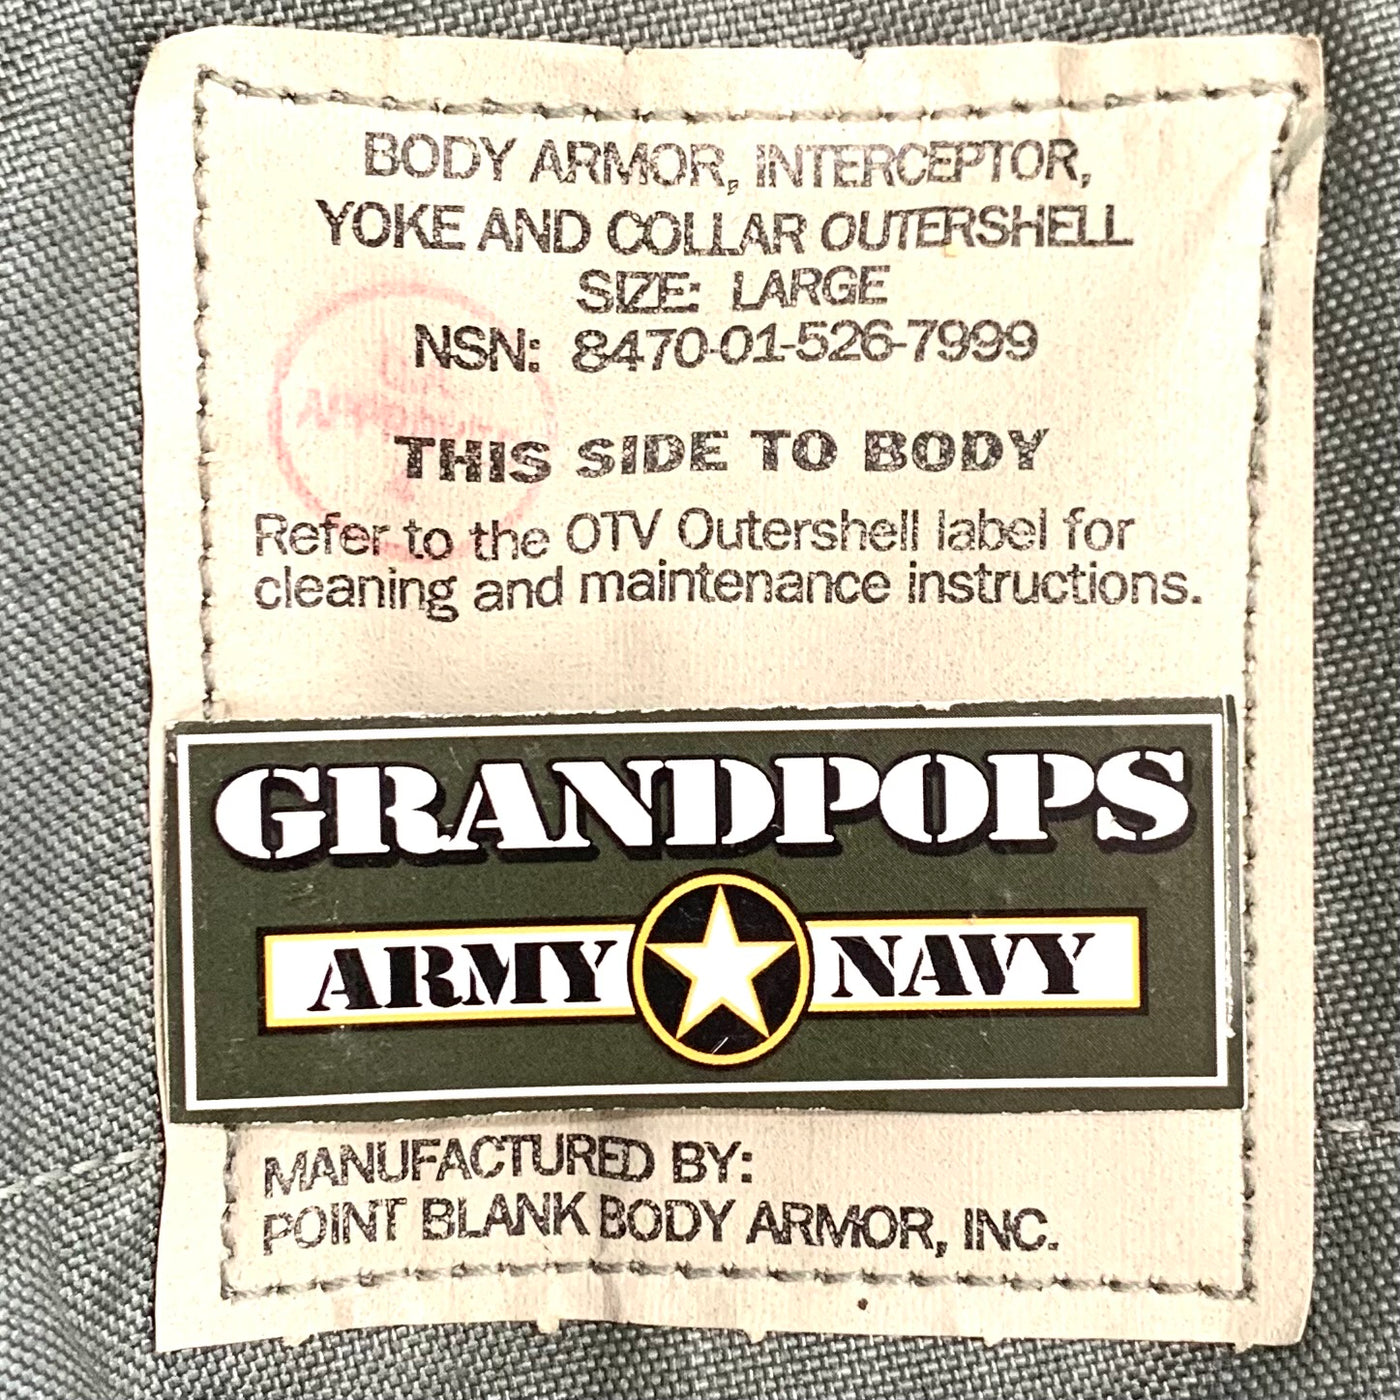 BODY ARMOR, INTERCEPTOR,
YOKE AND COLLAR OUTERSHELL
SIZE: LARGE
NSN: 8470-01-526-7999
THIS SIDE TO BODY
Refer to the OTV Outershell label for
cleaning and maintenance instructions.
GRANDPOPS
ARMY NAVY
MANUFACTURED BY:
POINT BLANK BODY ARMOR, INC.